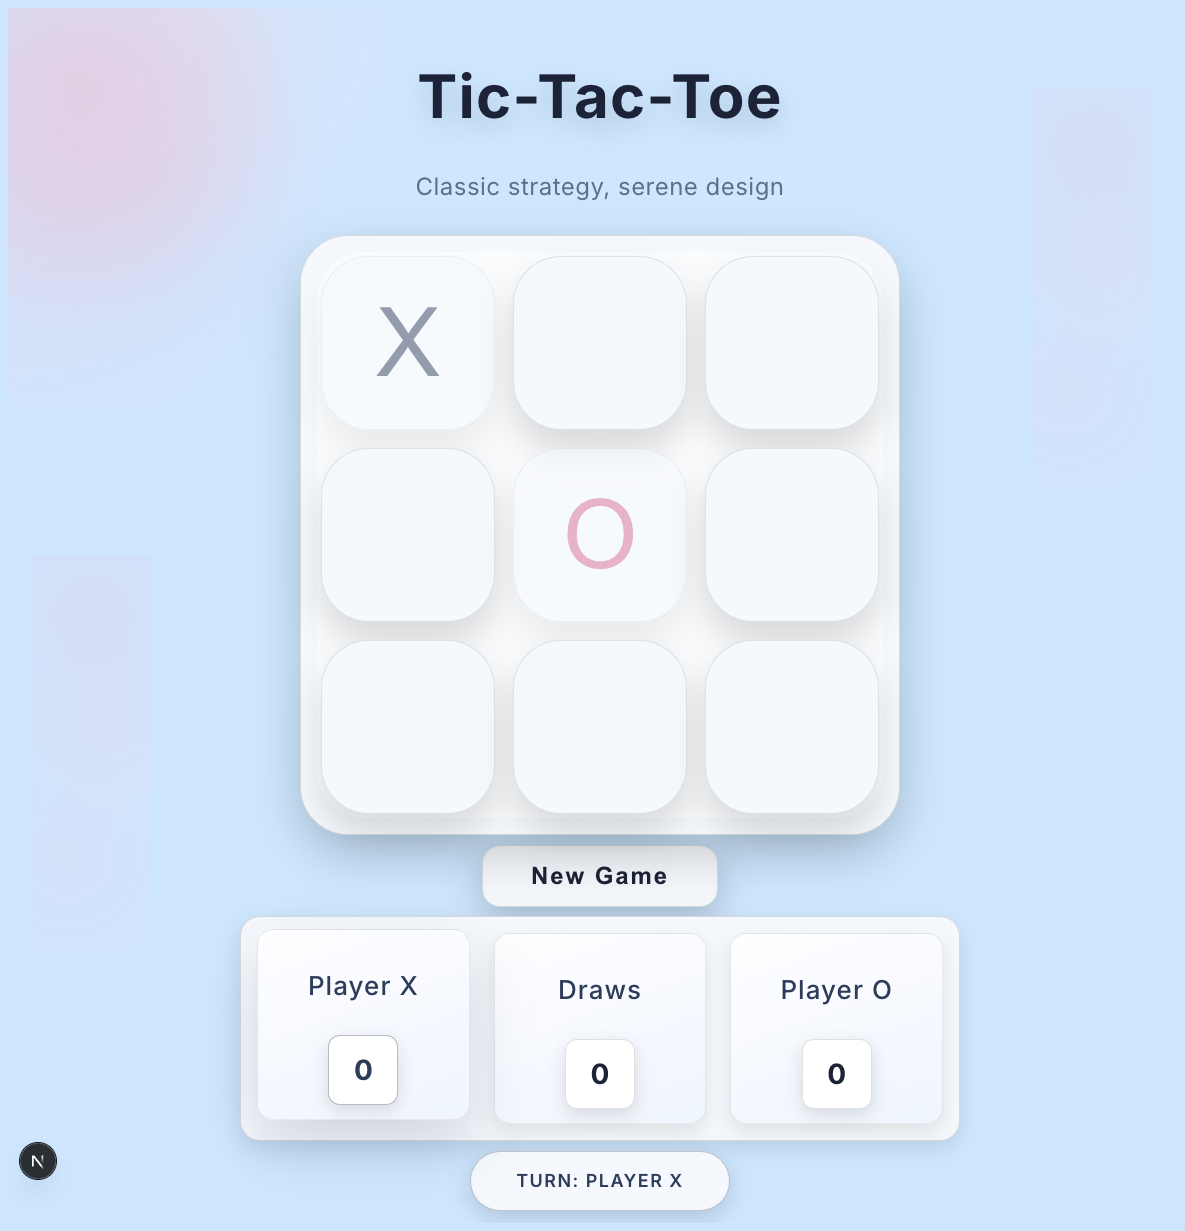 Tic-Tac-Toe
Classic strategy, serene design
X
O
New Game
Player X
Draws
Player O
0
0
0
N
TURN: PLAYER X